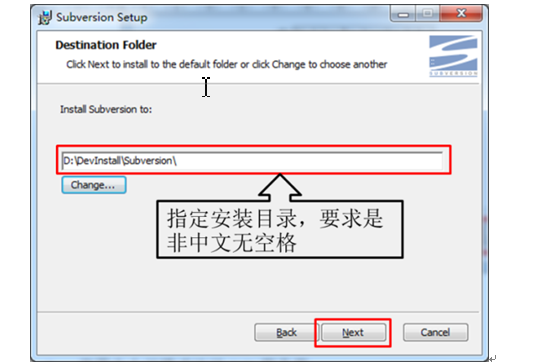 Subversion Setup
Destination Folder
Click Next to install to the default folder or click Change to choose another
SUBVERSION
Install Subversion to:
D:\DevInstall\Subversion\
Change...
指定安装目录，要求是
非中文无空格
Back
Next
Cancel